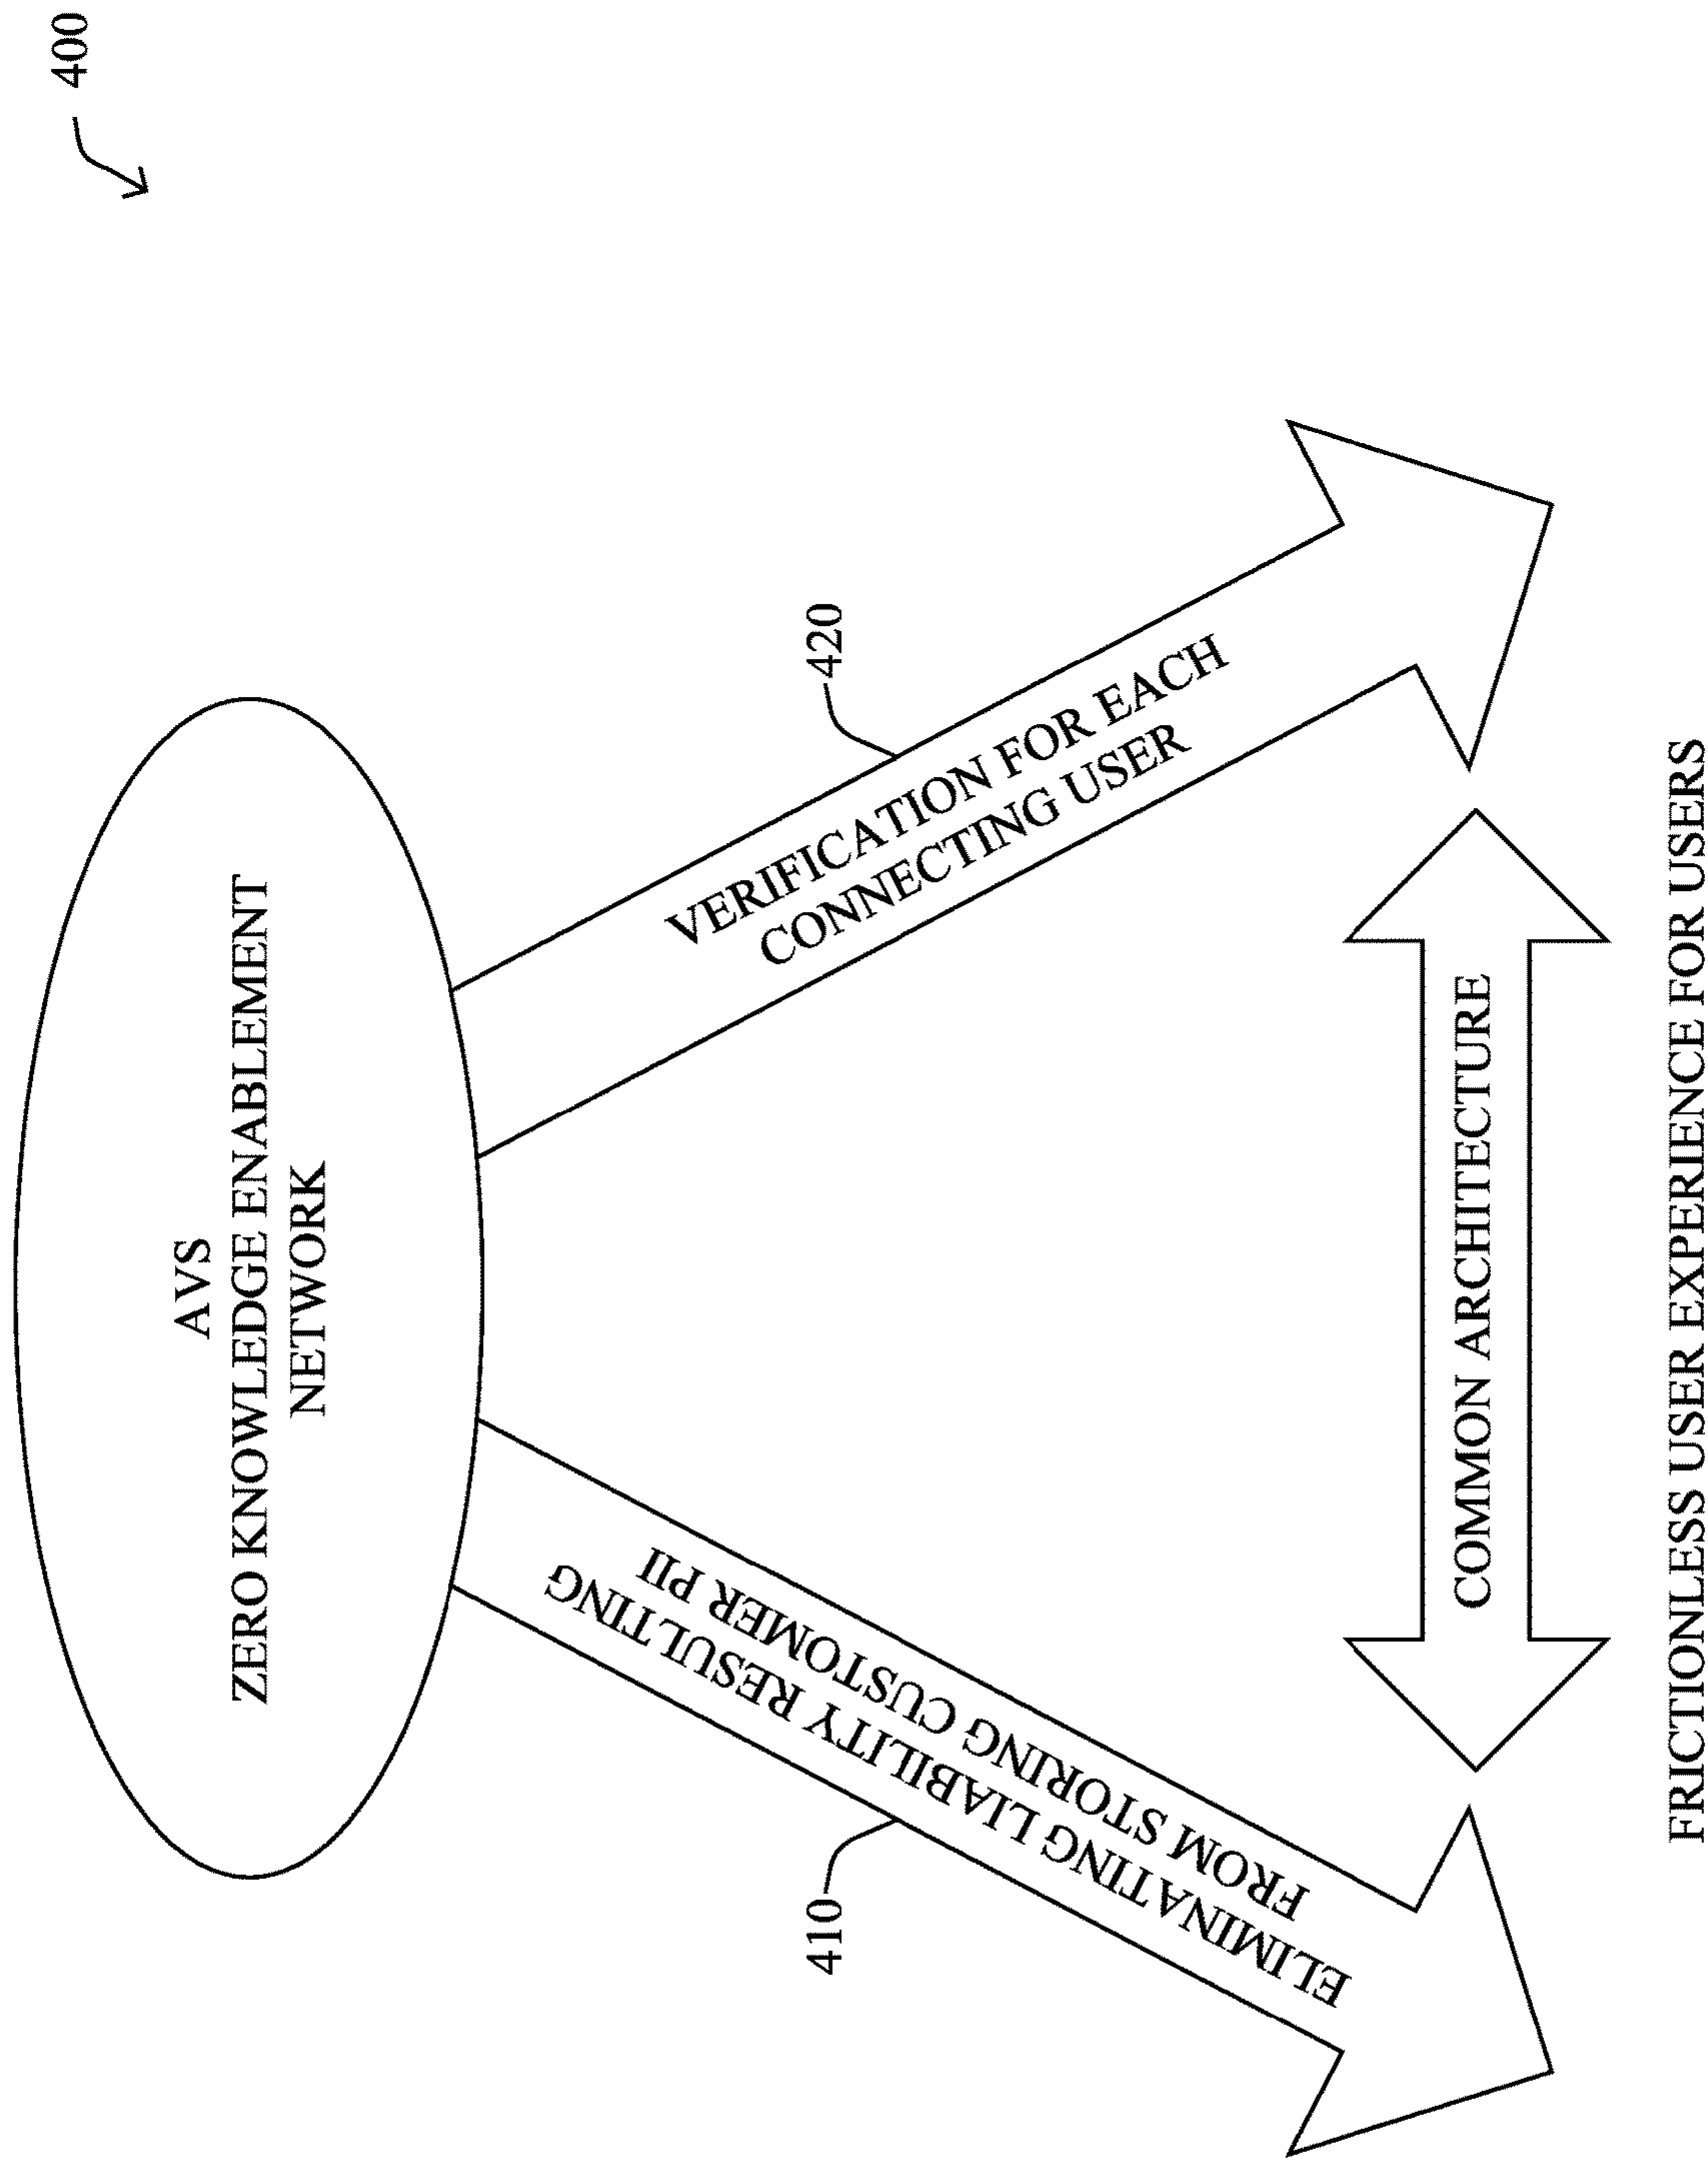 400
AVS
ZERO KNOWLEDGE ENABLEMENT
NETWORK
410
ELIMINATING LIABILITY RESULTING
FROM STORING CUSTOMER PII
420
VERIFICATION FOR EACH
CONNECTING USER
COMMON ARCHITECTURE
FRICTIONLESS USER EXPERIENCE FOR USERS